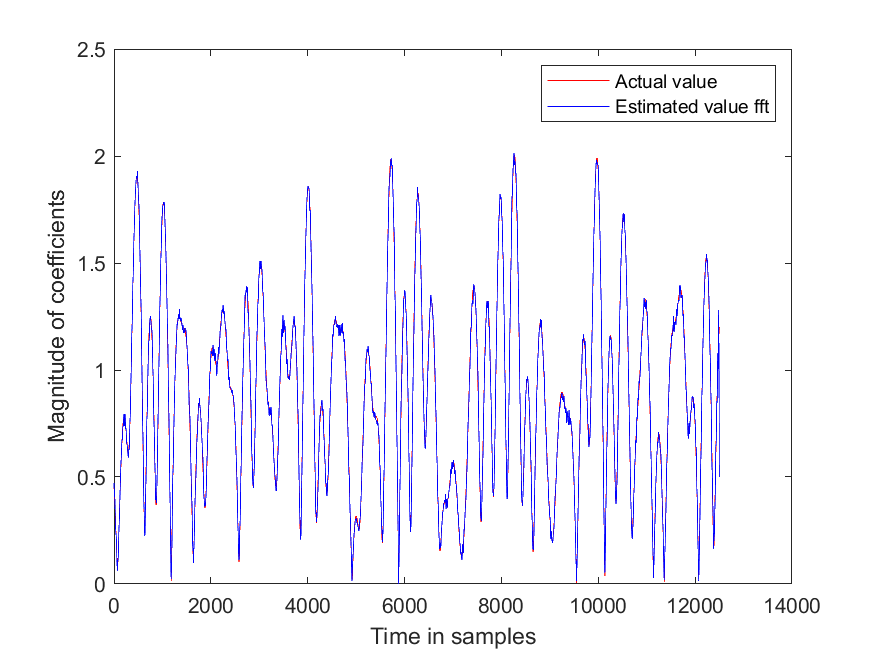 2.5
2
1.5
1
0.5
0
Magnitude of coefficients
Actual value
Estimated value fft
0 2000 4000 6000 8000 10000 12000 14000
Time in samples